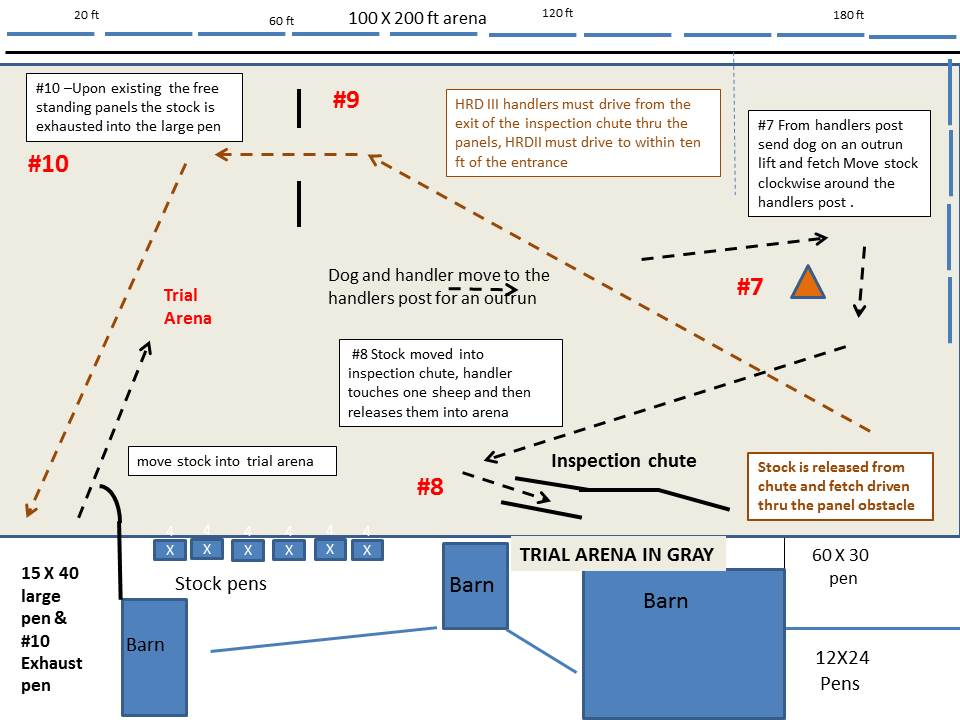 20 ft
60 ft
100 X 200 ft arena
120 ft
180 ft
#10 –Upon existing the free
standing panels the stock is
exhausted into the large pen
#10
#9
HRD III handlers must drive from the
exit of the inspection chute thru the
panels, HRDII must drive to within ten
ft of the entrance
#7 From handlers post
send dog on an outrun
lift and fetch Move stock
clockwise around the
handlers post .
Trial
Arena
Dog and handler move to the
handlers post for an outrun
#7
#8 Stock moved into
inspection chute, handler
touches one sheep and then
releases them into arena
move stock into trial arena
#8
Inspection chute
Stock is released from
chute and fetch driven
thru the panel obstacle
4 4 4 4 4 4
X X X X X X
Stock pens
TRIAL ARENA IN GRAY
60 X 30
pen
15 X 40
large
pen &
#10
Exhaust
pen
Barn
Barn
Barn
12X24
Pens